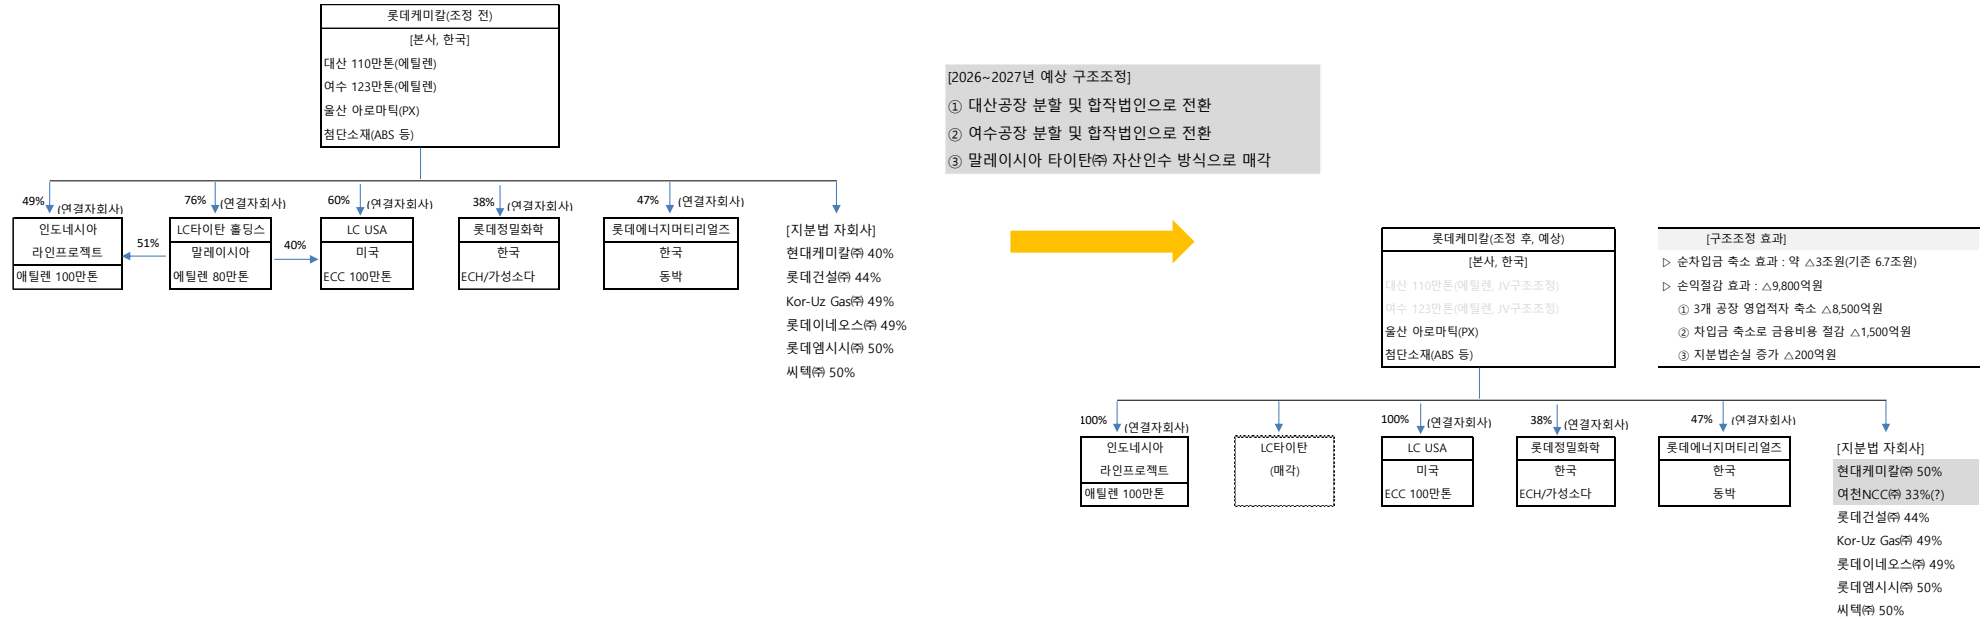 롯데케미칼(조정 전)
[본사, 한국]
대산 110만톤(에틸렌)
여수 123만톤(에틸렌)
울산 아로마틱(PX)
첨단소재(ABS 등)
49% (연결자회사)
76% (연결자회사)
60% (연결자회사)
38% (연결자회사)
47% (연결자회사)
인도네시아
라인프로젝트
애틸렌 100만톤
51%
LC타이탄 홀딩스
말레이시아
에틸렌 80만톤
40%
LC USA
미국
ECC 100만톤
롯데정밀화학
한국
ECH/가성소다
롯데에너지머티리얼즈
한국
동박
[지분법 자회사]
현대케미칼㈜ 40%
롯데건설㈜ 44%
Kor-Uz Gas㈜ 49%
롯데이네오스㈜ 49%
롯데엠시시㈜ 50%
씨텍㈜ 50%
[2026~2027년 예상 구조조정]
① 대산공장 분할 및 합작법인으로 전환
② 여수공장 분할 및 합작법인으로 전환
③ 말레이시아 타이탄㈜ 자산인수 방식으로 매각
롯데케미칼(조정 후, 예상)
[본사, 한국]
대산 110만톤(에틸렌, JV구조조정)
여수 123만톤(에틸렌, JV구조조정)
울산 아로마틱(PX)
첨단소재(ABS 등)
[구조조정 효과]
▷ 순차입금 축소 효과 : 약 △3조원(기존 6.7조원)
▷ 손익절감 효과 : △9,800억원
① 3개 공장 영업적자 축소 △8,500억원
② 차입금 축소로 금융비용 절감 △1,500억원
③ 지분법손실 증가 △200억원
100% (연결자회사)
100% (연결자회사)
38% (연결자회사)
47% (연결자회사)
인도네시아
라인프로젝트
애틸렌 100만톤
LC타이탄
(매각)
LC USA
미국
ECC 100만톤
롯데정밀화학
한국
ECH/가성소다
롯데에너지머티리얼즈
한국
동박
[지분법 자회사]
현대케미칼㈜ 50%
여천NCC㈜ 33%(?)
롯데건설㈜ 44%
Kor-Uz Gas㈜ 49%
롯데이네오스㈜ 49%
롯데엠시시㈜ 50%
씨텍㈜ 50%